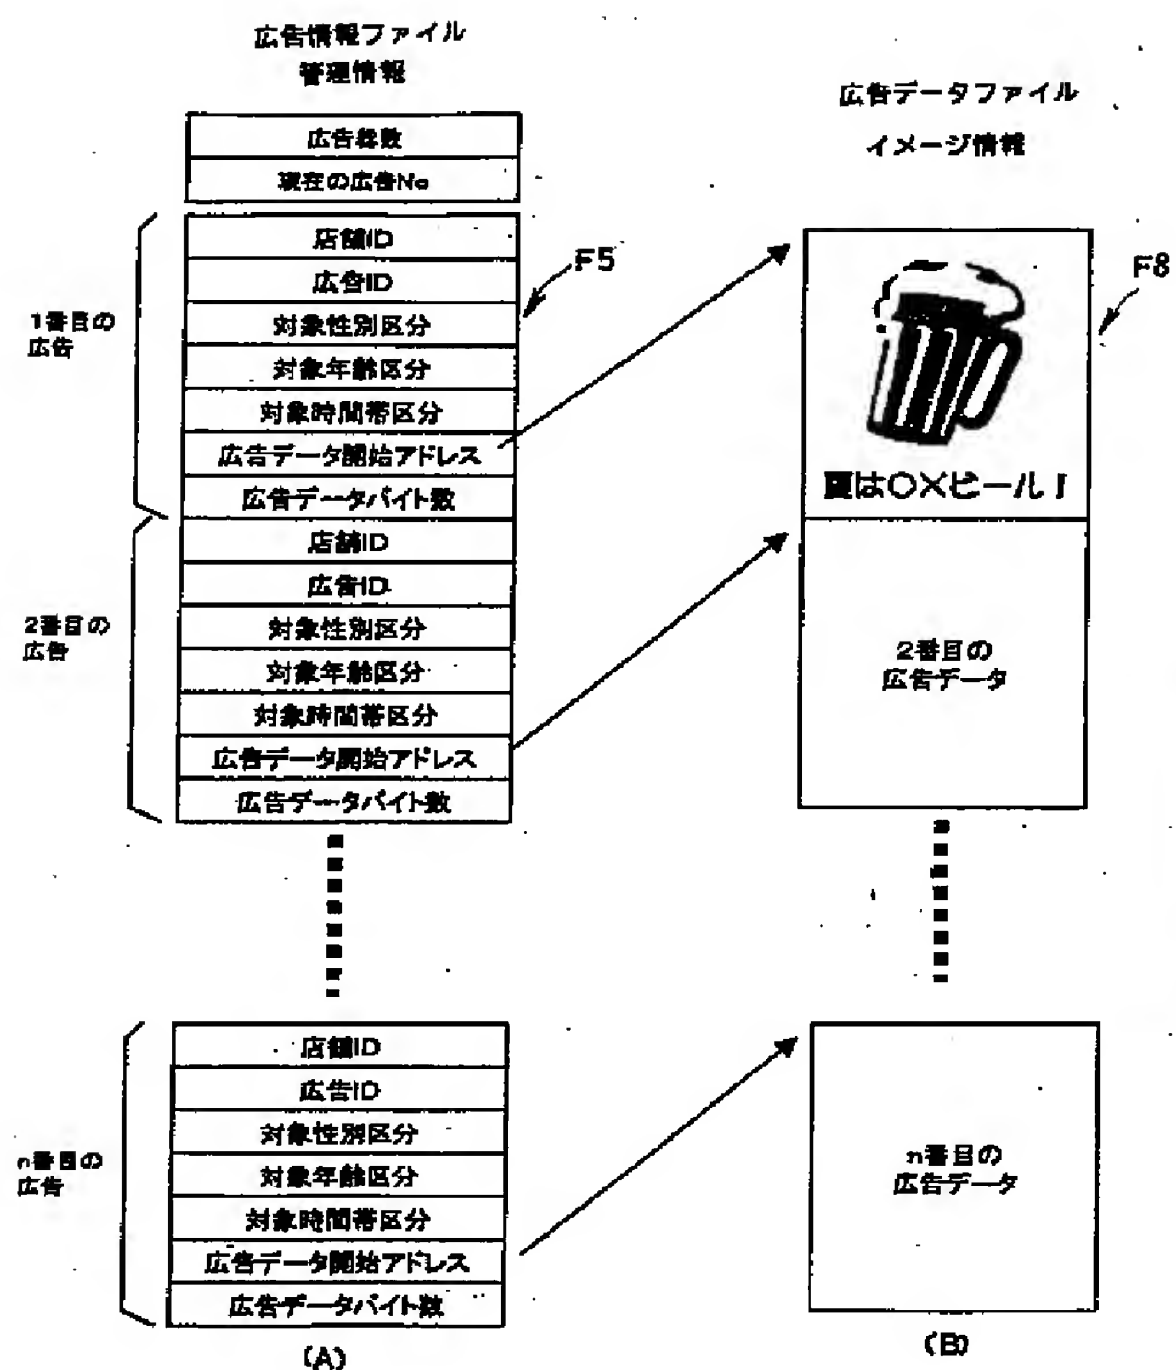 広告情報ファイル
管理情報
広告総数
現在の広告No
1番目の
広告
店舗ID
広告ID
対象性別区分
対象年齢区分
対象時間帯区分
広告データ開始アドレス
広告データバイト数
2番目の
広告
店舗ID
広告ID
対象性別区分
対象年齢区分
対象時間帯区分
広告データ開始アドレス
広告データバイト数
n番目の
広告
店舗ID
広告ID
対象性別区分
対象年齢区分
対象時間帯区分
広告データ開始アドレス
広告データバイト数
(A)
F5
広告データファイル
イメージ情報
F8
夏は○×ビール!
2番目の
広告データ
n番目の
広告データ
(B)